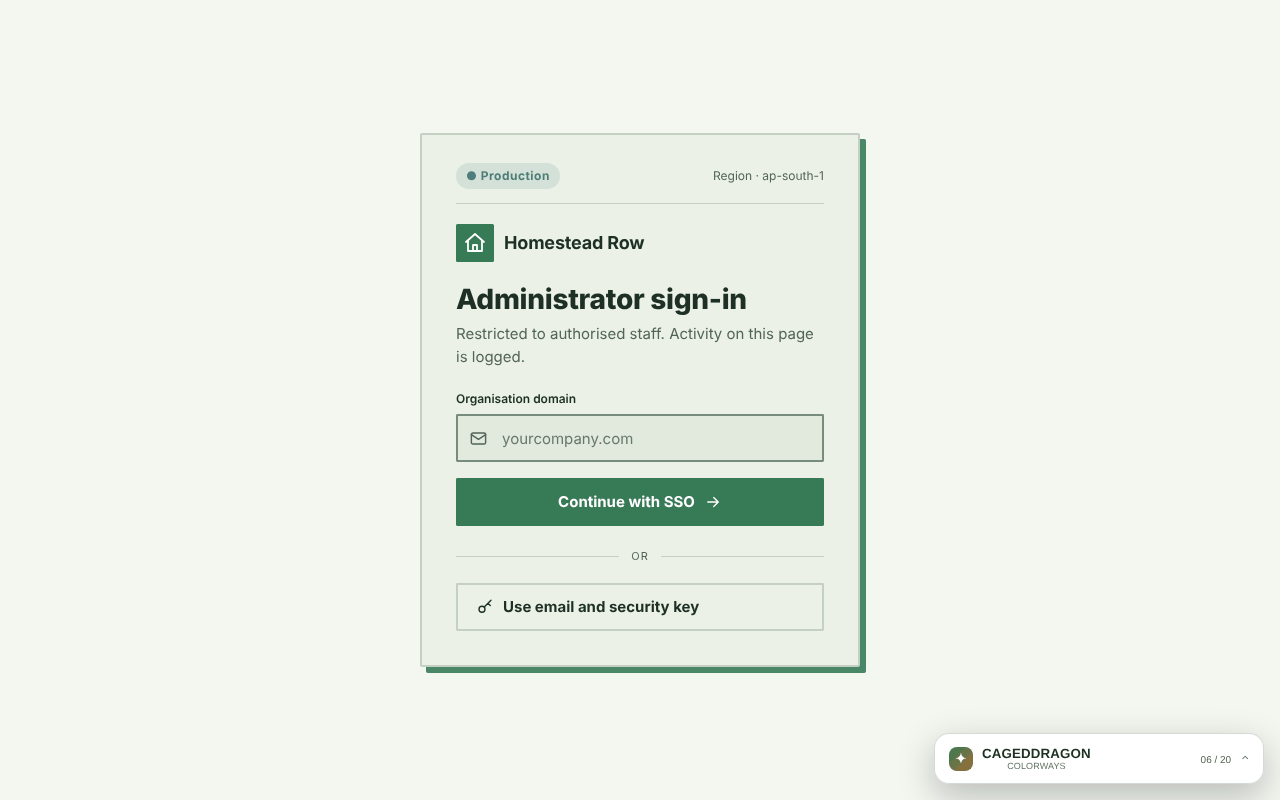 Production
Region · ap-south-1
Homestead Row
Administrator sign-in
Restricted to authorised staff. Activity on this page
is logged.
Organisation domain
yourcompany.com
Continue with SSO →
OR
Use email and security key
CAGEDDRAGON
COLORWAYS
06 / 20